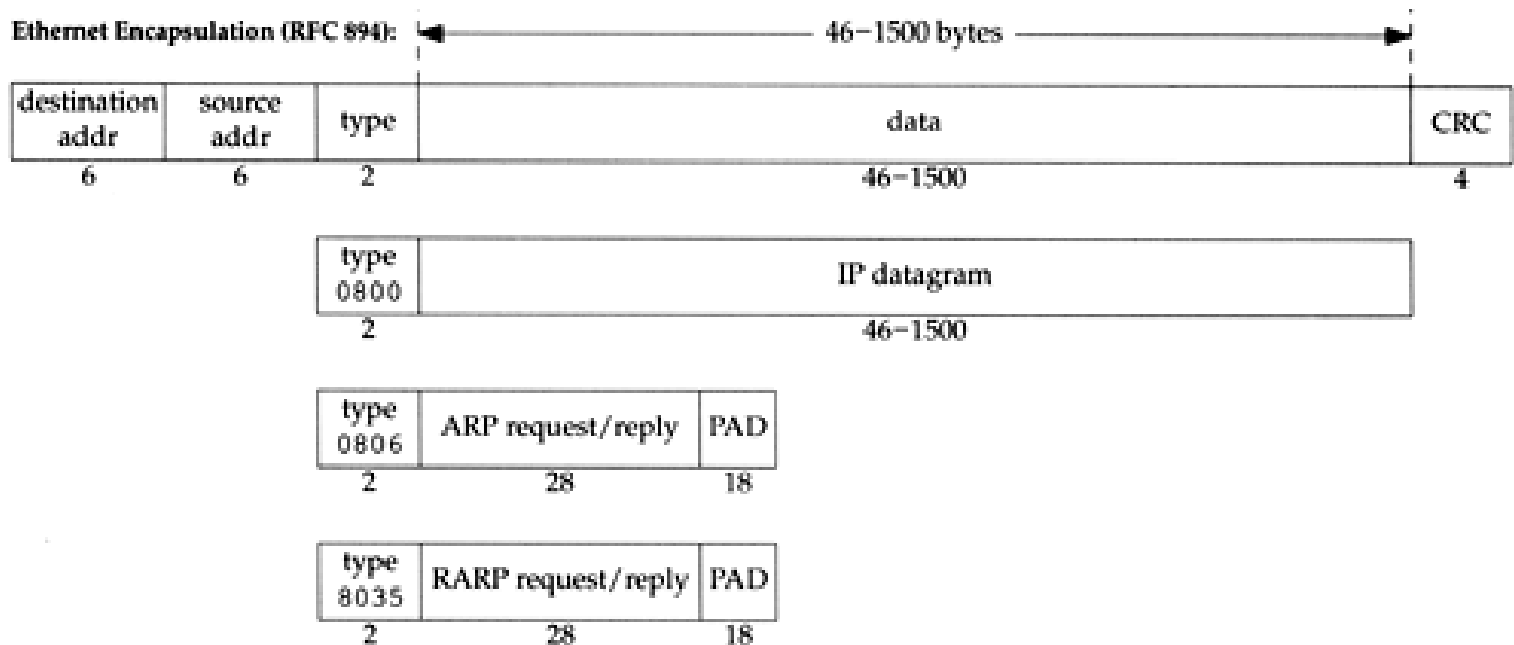 Ethernet Encapsulation (RFC 894):
46–1500 bytes
destination addr
source addr
type
data
CRC
6
6
2
46–1500
4
type
0800
IP datagram
2
46–1500
type
0806
ARP request/reply
PAD
2
28
18
type
8035
RARP request/reply
PAD
2
28
18